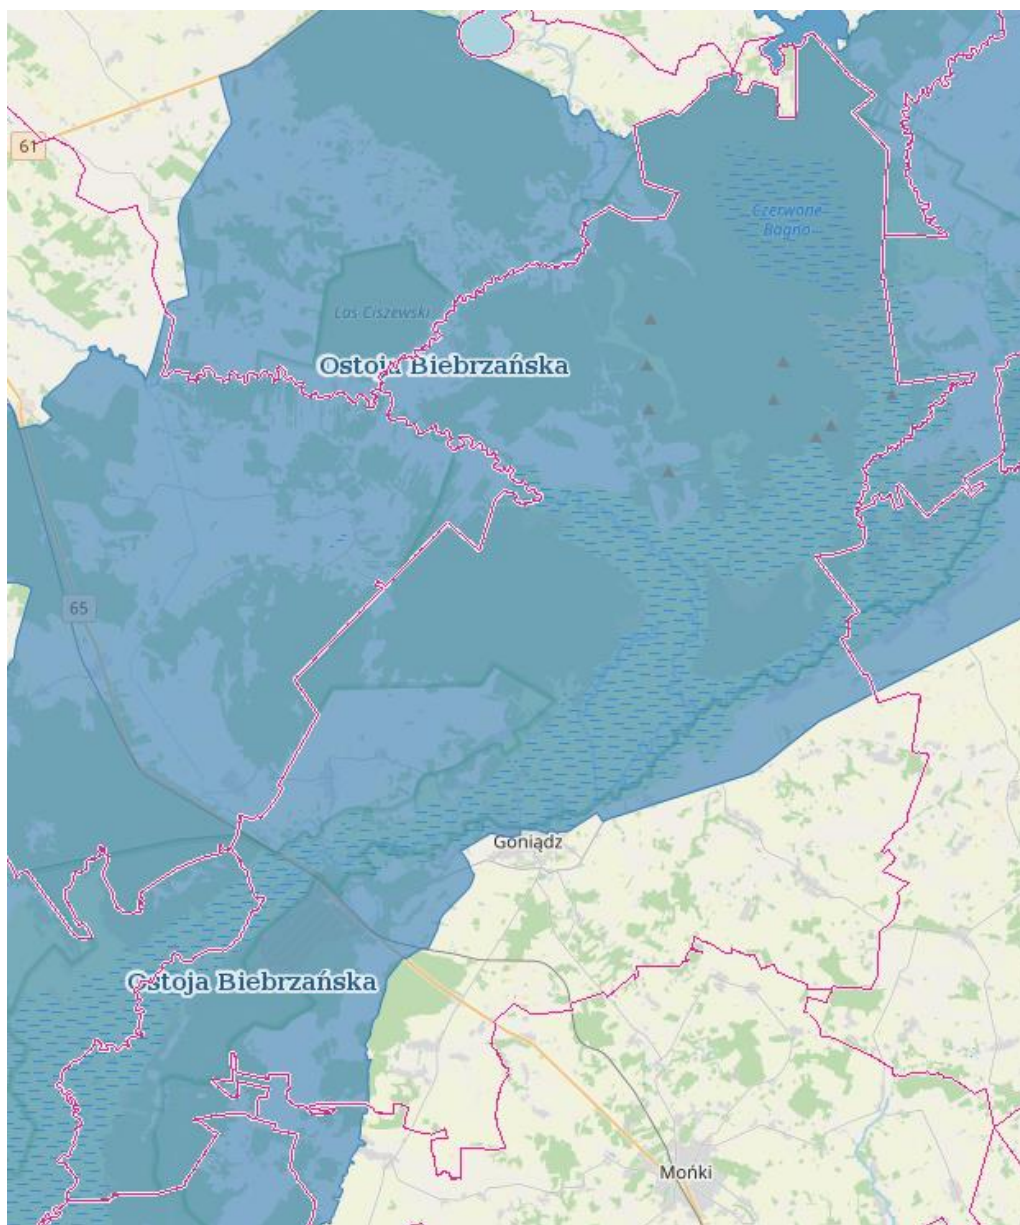 61
Czerwone
Bagno
Las Ciszewski
Ostoja Biebrzańska
65
Goniądz
Ostoja Biebrzańska
Mońki